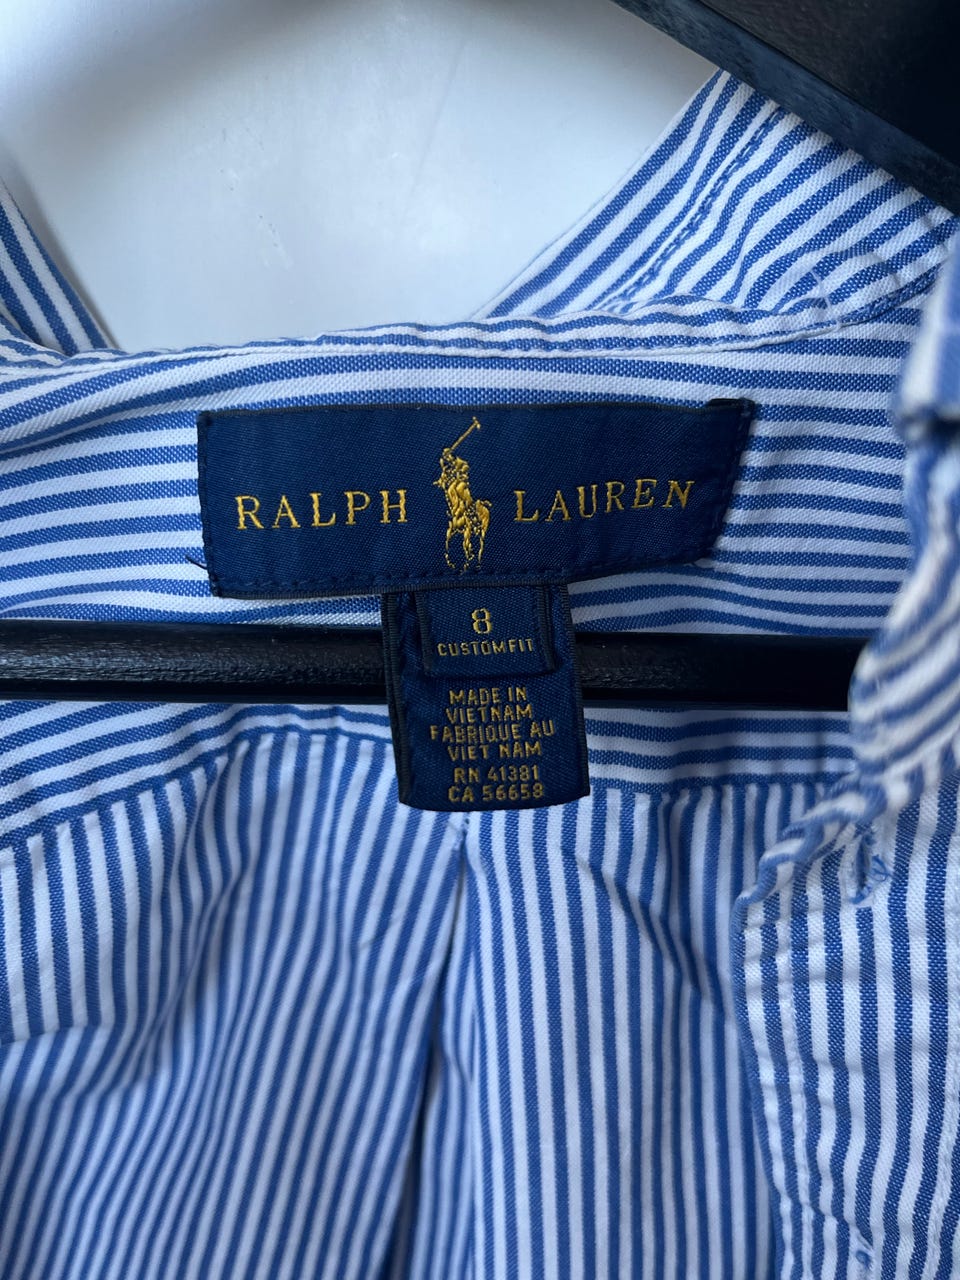 RALPH LAUREN
8
CUSTOM FIT
MADE IN
VIETNAM
FABRIQUE AU
VIET NAM
RN 41381
CA 56658